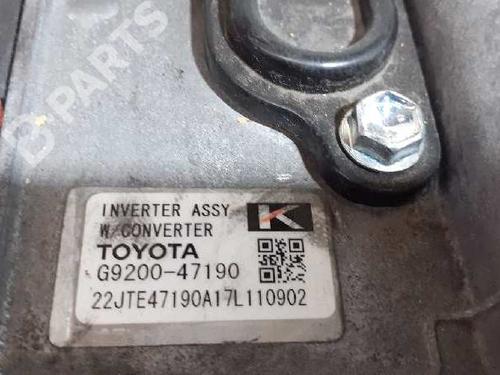 B-PARTS
INVERTER ASSY
W/CONVERTER
K
TOYOTA
G9200-47190
22JTE47190A17L110902